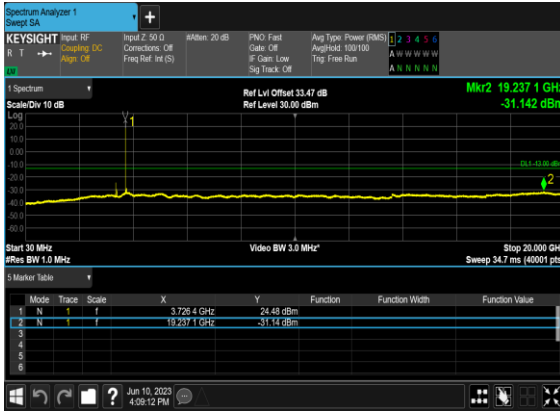 Spectrum Analyzer 1
Swept SA
+
KEYSIGHT Input: RF Input Z: 50 Ω #Atten: 20 dB PNO: Fast Avg Type: Power (RMS) 1 2 3 4 5 6
R T Coupling: DC Corrections: Off Gate: Off Avg|Hold: 100/100 A W W W W W
Align: Off Freq Ref: Int (S) IF Gain: Low Trig: Free Run
Sig Track: Off A N N N N N
1 Spectrum Ref Lvl Offset 33.47 dB Mkr2 19.237 1 GHz
Scale/Div 10 dB Ref Level 30.00 dBm -31.142 dBm
Log
20.0
10.0
0.00
-10.0
-20.0
-30.0
-40.0
-50.0
-60.0
1
DL1 -13.00 dBm
2
Start 30 MHz Video BW 3.0 MHz* Stop 20.000 GH
#Res BW 1.0 MHz Sweep 34.7 ms (40001 pts
5 Marker Table
Mode Trace Scale X Y Function Function Width Function Value
1 N 1 f 3.726 4 GHz 24.48 dBm
2 N 1 f 19.237 1 GHz -31.14 dBm
3
4
5
6
? Jun 10, 2023
4:09:12 PM